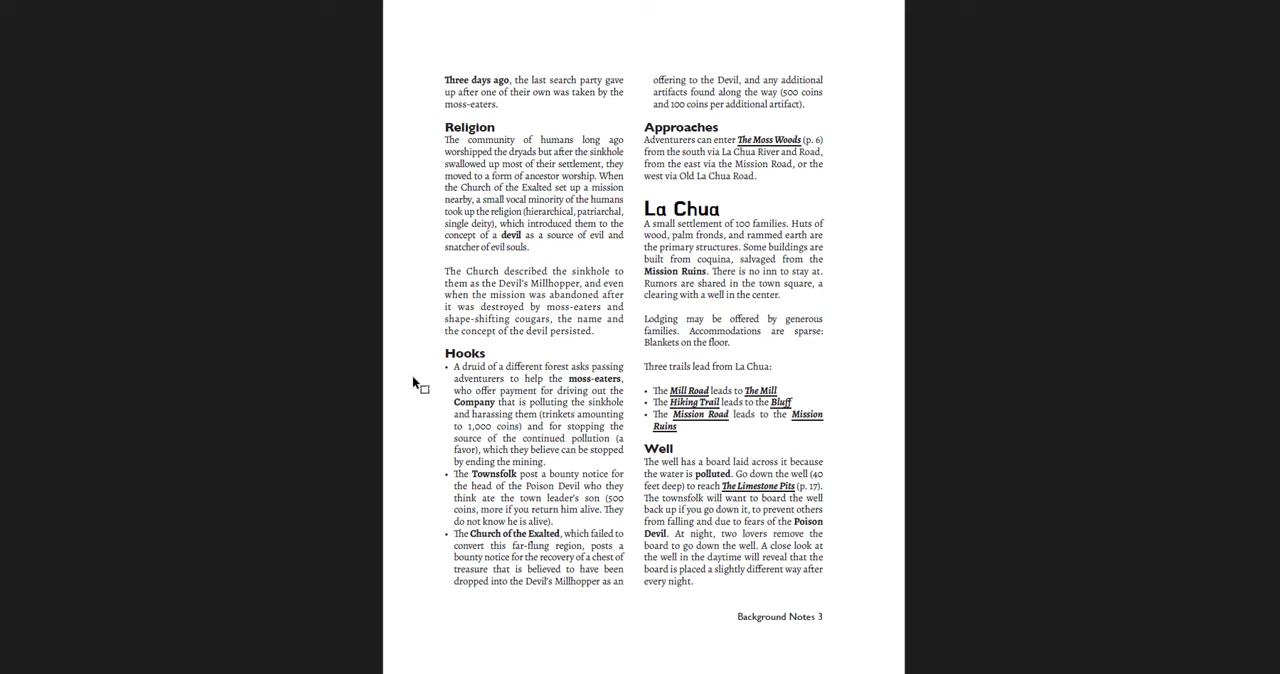 Three days ago, the last search party gave
up after one of their own was taken by the
moss-eaters.
Religion
The community of humans long ago
worshipped the dryads but after the sinkhole
swallowed up most of their settlement, they
moved to a form of ancestor worship. When
the Church of the Exalted set up a mission
nearby, a small vocal minority of the humans
took up the religion (hierarchical, patriarchal,
single deity), which introduced them to the
concept of a devil as a source of evil and
snatcher of evil souls.
The Church described the sinkhole to
them as the Devil's Millhopper, and even
when the mission was abandoned after
it was destroyed by moss-eaters and
shape-shifting cougars, the name and
the concept of the devil persisted.
Hooks
• A druid of a different forest asks passing
adventurers to help the moss-eaters,
who offer payment for driving out the
Company that is polluting the sinkhole
and harassing them (trinkets amounting
to 1,000 coins) and for stopping the
source of the continued pollution (a
favor), which they believe can be stopped
by ending the mining.
• The Townsfolk post a bounty notice for
the head of the Poison Devil who they
think ate the town leader's son (500
coins, more if you return him alive. They
do not know he is alive).
• The Church of the Exalted, which failed to
convert this far-flung region, posts a
bounty notice for the recovery of a chest of
treasure that is believed to have been
dropped into the Devil's Millhopper as an
offering to the Devil, and any additional
artifacts found along the way (500 coins
and 100 coins per additional artifact).
Approaches
Adventurers can enter The Moss Woods (p. 6)
from the south via La Chua River and Road,
from the east via the Mission Road, or the
west via Old La Chua Road.
La Chua
A small settlement of 100 families. Huts of
wood, palm fronds, and rammed earth are
the primary structures. Some buildings are
built from coquina, salvaged from the
Mission Ruins. There is no inn to stay at.
Rumors are shared in the town square, a
clearing with a well in the center.
Lodging may be offered by generous
families. Accommodations are sparse:
Blankets on the floor.
Three trails lead from La Chua:
• The Mill Road leads to The Mill
• The Hiking Trail leads to the Bluff
• The Mission Road leads to the Mission
Ruins
Well
The well has a board laid across it because
the water is polluted. Go down the well (40
feet deep) to reach The Limestone Pits (p. 17).
The townsfolk will want to board the well
back up if you go down it, to prevent others
from falling and due to fears of the Poison
Devil. At night, two lovers remove the
board to go down the well. A close look at
the well in the daytime will reveal that the
board is placed a slightly different way after
every night.
Background Notes 3